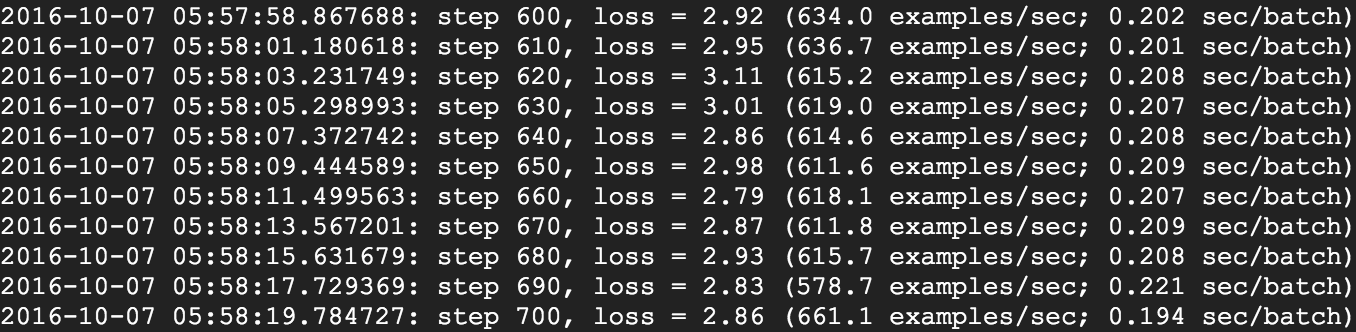 2016-10-07 05:57:58.867688: step 600, loss = 2.92 (634.0 examples/sec; 0.202 sec/batch)
2016-10-07 05:58:01.180618: step 610, loss = 2.95 (636.7 examples/sec; 0.201 sec/batch)
2016-10-07 05:58:03.231749: step 620, loss = 3.11 (615.2 examples/sec; 0.208 sec/batch)
2016-10-07 05:58:05.298993: step 630, loss = 3.01 (619.0 examples/sec; 0.207 sec/batch)
2016-10-07 05:58:07.372742: step 640, loss = 2.86 (614.6 examples/sec; 0.208 sec/batch)
2016-10-07 05:58:09.444589: step 650, loss = 2.98 (611.6 examples/sec; 0.209 sec/batch)
2016-10-07 05:58:11.499563: step 660, loss = 2.79 (618.1 examples/sec; 0.207 sec/batch)
2016-10-07 05:58:13.567201: step 670, loss = 2.87 (611.8 examples/sec; 0.209 sec/batch)
2016-10-07 05:58:15.631679: step 680, loss = 2.93 (615.7 examples/sec; 0.208 sec/batch)
2016-10-07 05:58:17.729369: step 690, loss = 2.83 (578.7 examples/sec; 0.221 sec/batch)
2016-10-07 05:58:19.784727: step 700, loss = 2.86 (661.1 examples/sec; 0.194 sec/batch)